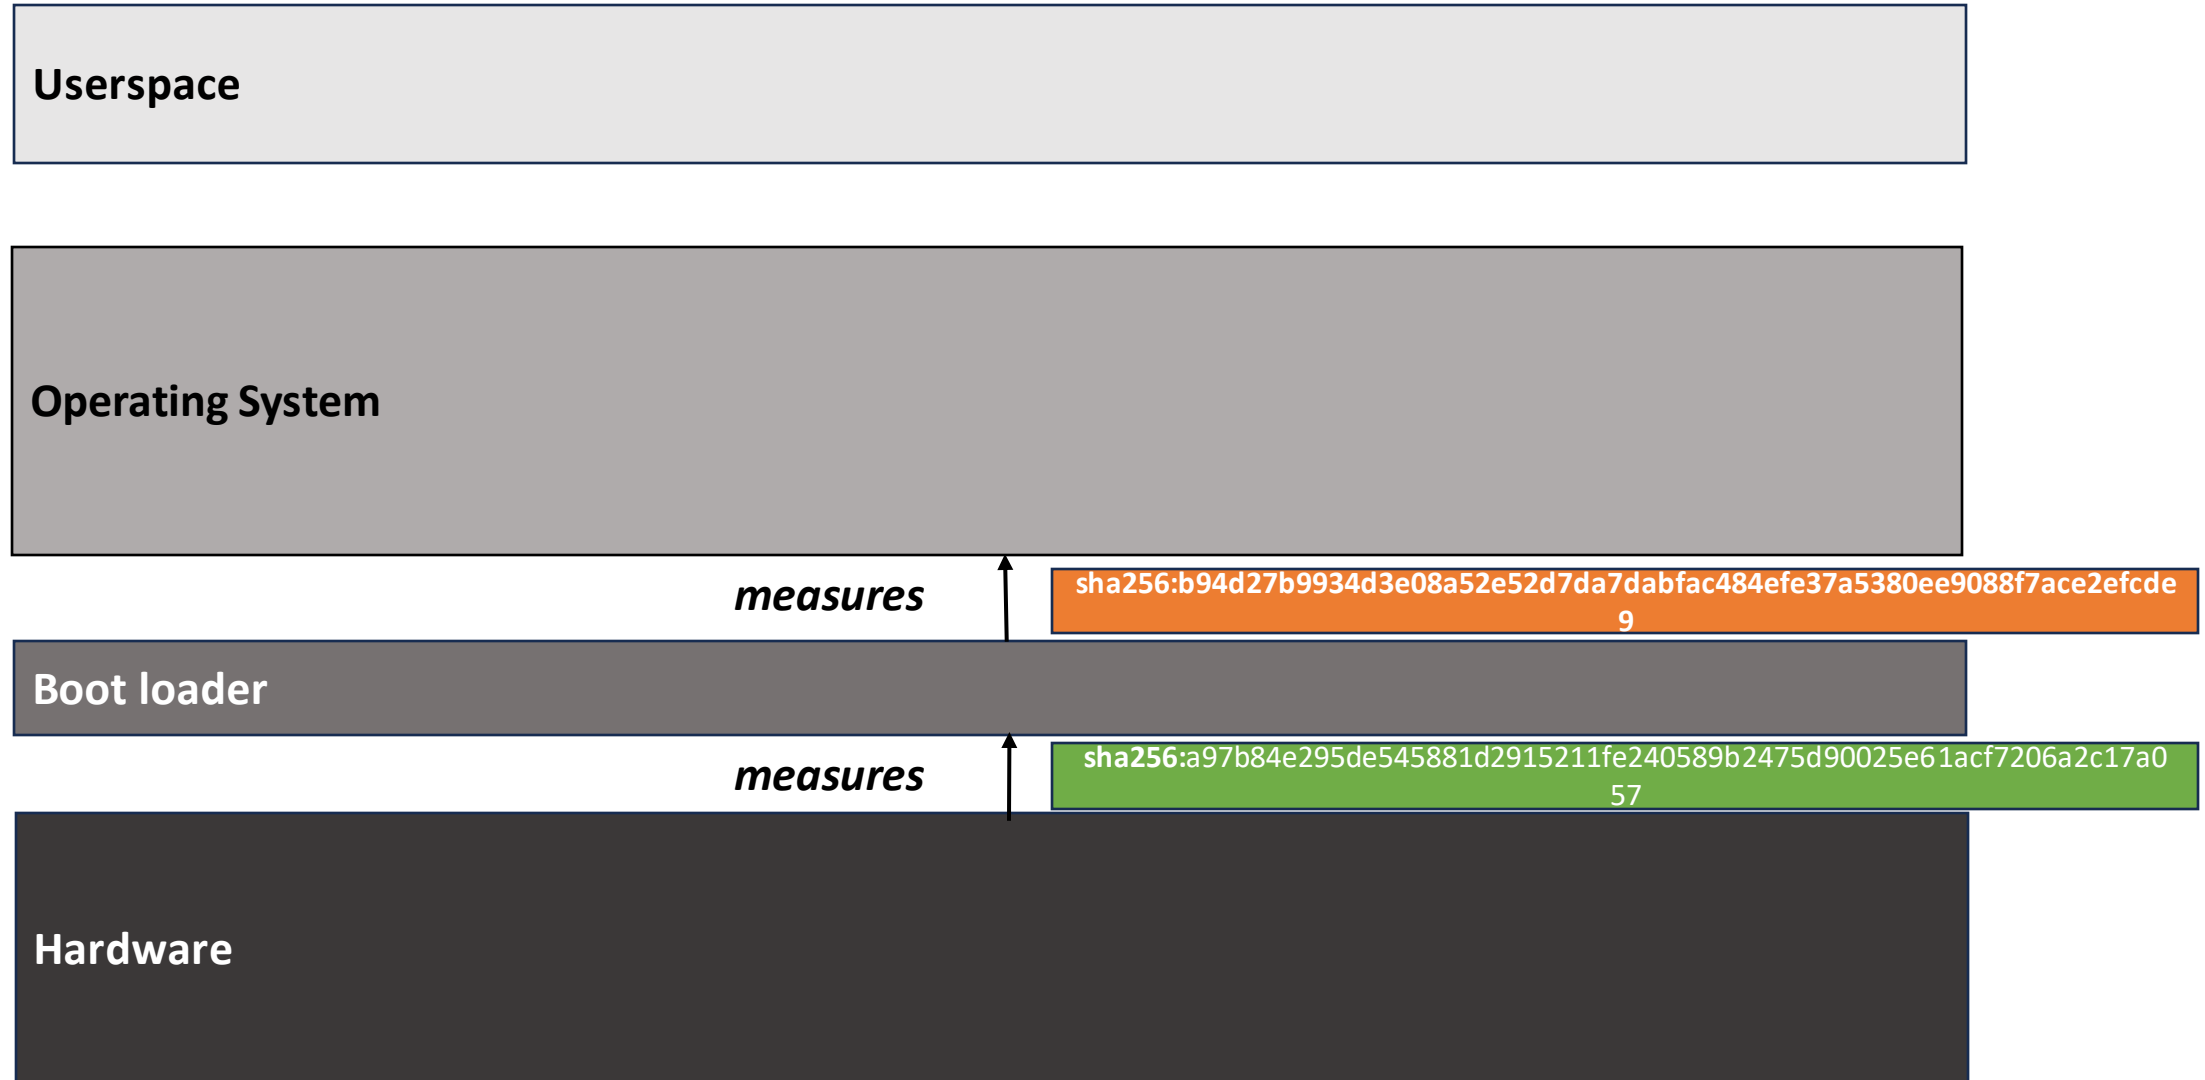 Userspace
Operating System
measures
sha256:b94d27b9934d3e08a52e52d7da7dabfac484efe37a5380ee9088f7ace2efcde
9
Boot loader
measures
sha256:a97b84e295de545881d2915211fe240589b2475d90025e61acf7206a2c17a0
57
Hardware